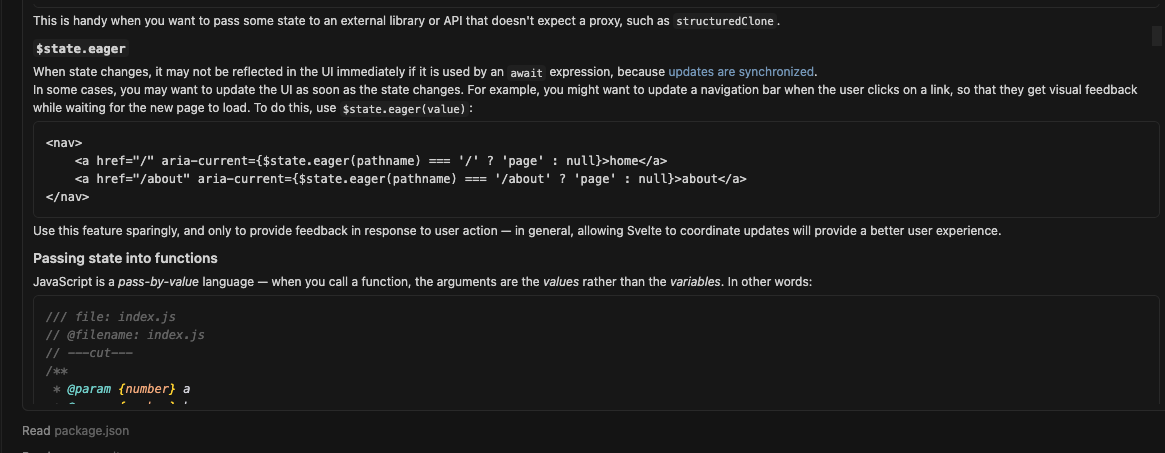 This is handy when you want to pass some state to an external library or API that doesn't expect a proxy, such as structuredClone.
$state.eager
When state changes, it may not be reflected in the UI immediately if it is used by an await expression, because updates are synchronized.
In some cases, you may want to update the UI as soon as the state changes. For example, you might want to update a navigation bar when the user clicks on a link, so that they get visual feedback
while waiting for the new page to load. To do this, use $state.eager(value):
<nav>
    <a href="/" aria-current={$state.eager(pathname) === '/' ? 'page' : null}>home</a>
    <a href="/about" aria-current={$state.eager(pathname) === '/about' ? 'page' : null}>about</a>
</nav>
Use this feature sparingly, and only to provide feedback in response to user action — in general, allowing Svelte to coordinate updates will provide a better user experience.
Passing state into functions
JavaScript is a pass-by-value language — when you call a function, the arguments are the values rather than the variables. In other words:
/// file: index.js
// @filename: index.js
// ---cut---
/**
 * @param {number} a
Read package.json